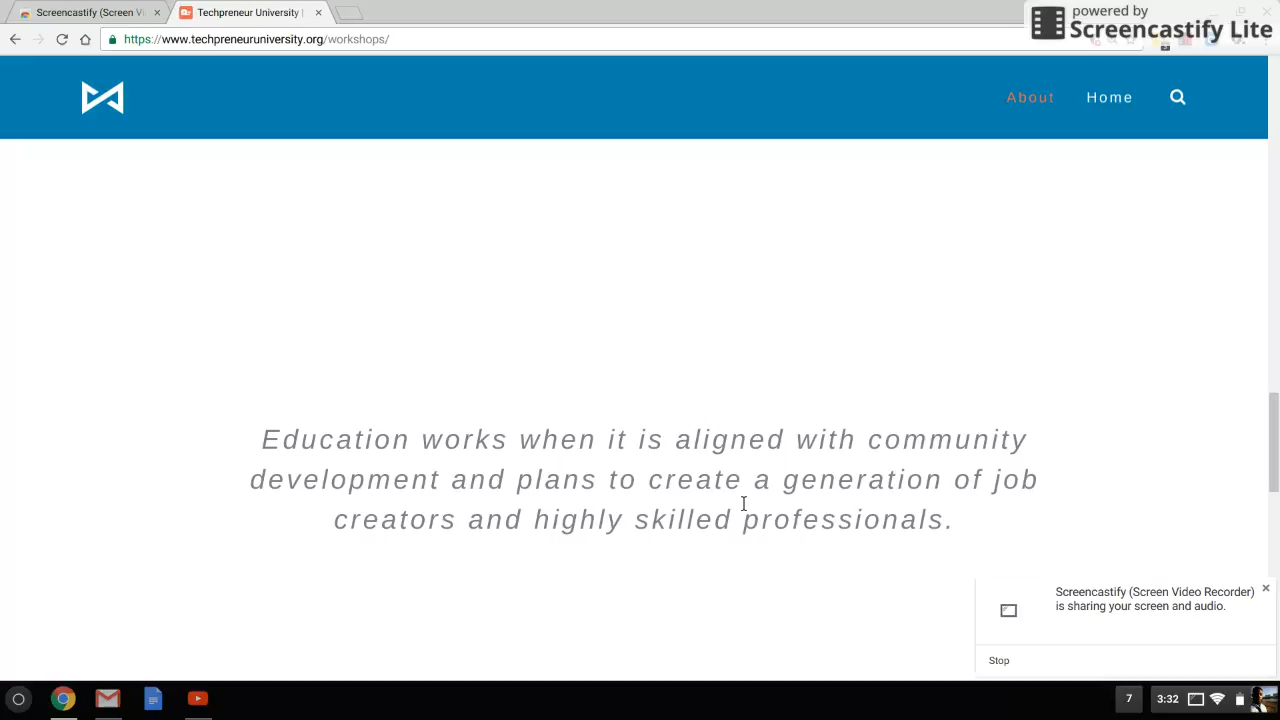 Screencastify (Screen Vi
Techpreneur University |
powered by
Screencastify Lite
https://www.techpreneuruniversity.org/workshops/
About
Home
Education works when it is aligned with community
development and plans to create a generation of job
creators and highly skilled professionals.
Screencastify (Screen Video Recorder)
is sharing your screen and audio.
Stop
7
3:32